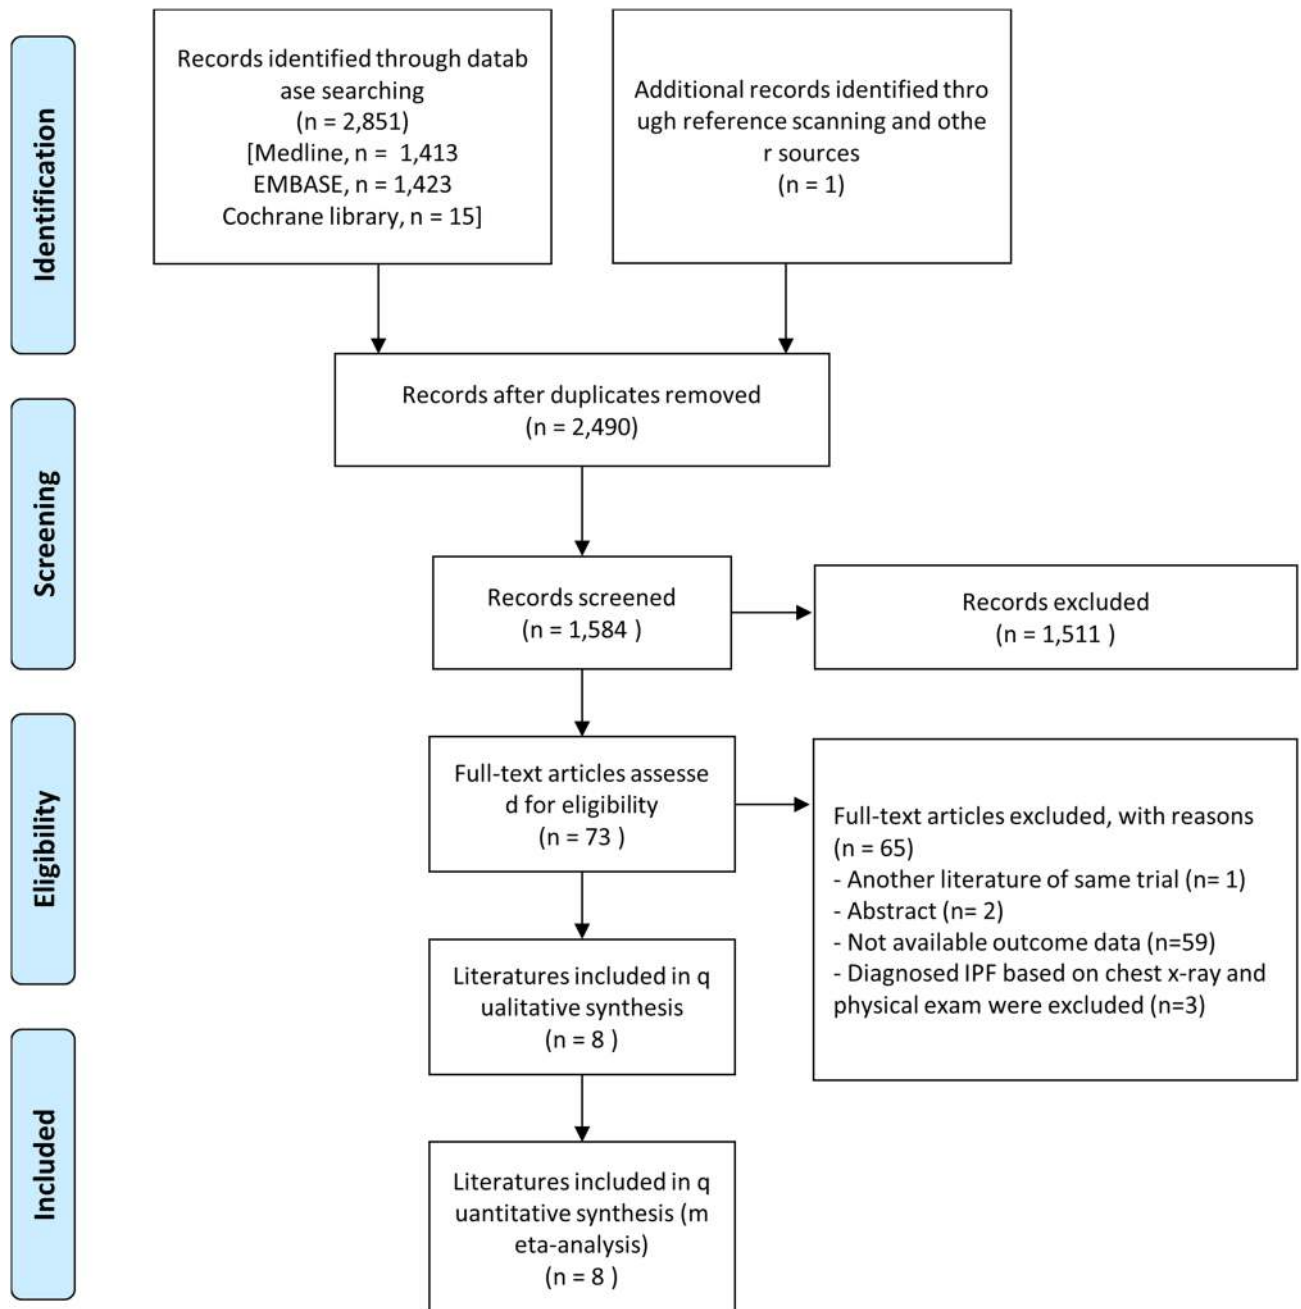 Identification
Records identified through datab
ase searching
(n = 2,851)
[Medline, n = 1,413
EMBASE, n = 1,423
Cochrane library, n = 15]
Additional records identified thro
ugh reference scanning and othe
r sources
(n = 1)
Records after duplicates removed
(n = 2,490)
Screening
Records screened
(n = 1,584 )
Records excluded
(n = 1,511 )
Eligibility
Full-text articles assesse
d for eligibility
(n = 73 )
Full-text articles excluded, with reasons
(n = 65)
- Another literature of same trial (n= 1)
- Abstract (n= 2)
- Not available outcome data (n=59)
- Diagnosed IPF based on chest x-ray and
physical exam were excluded (n=3)
Literatures included in q
ualitative synthesis
(n = 8 )
Included
Literatures included in q
uantitative synthesis (m
eta-analysis)
(n = 8 )